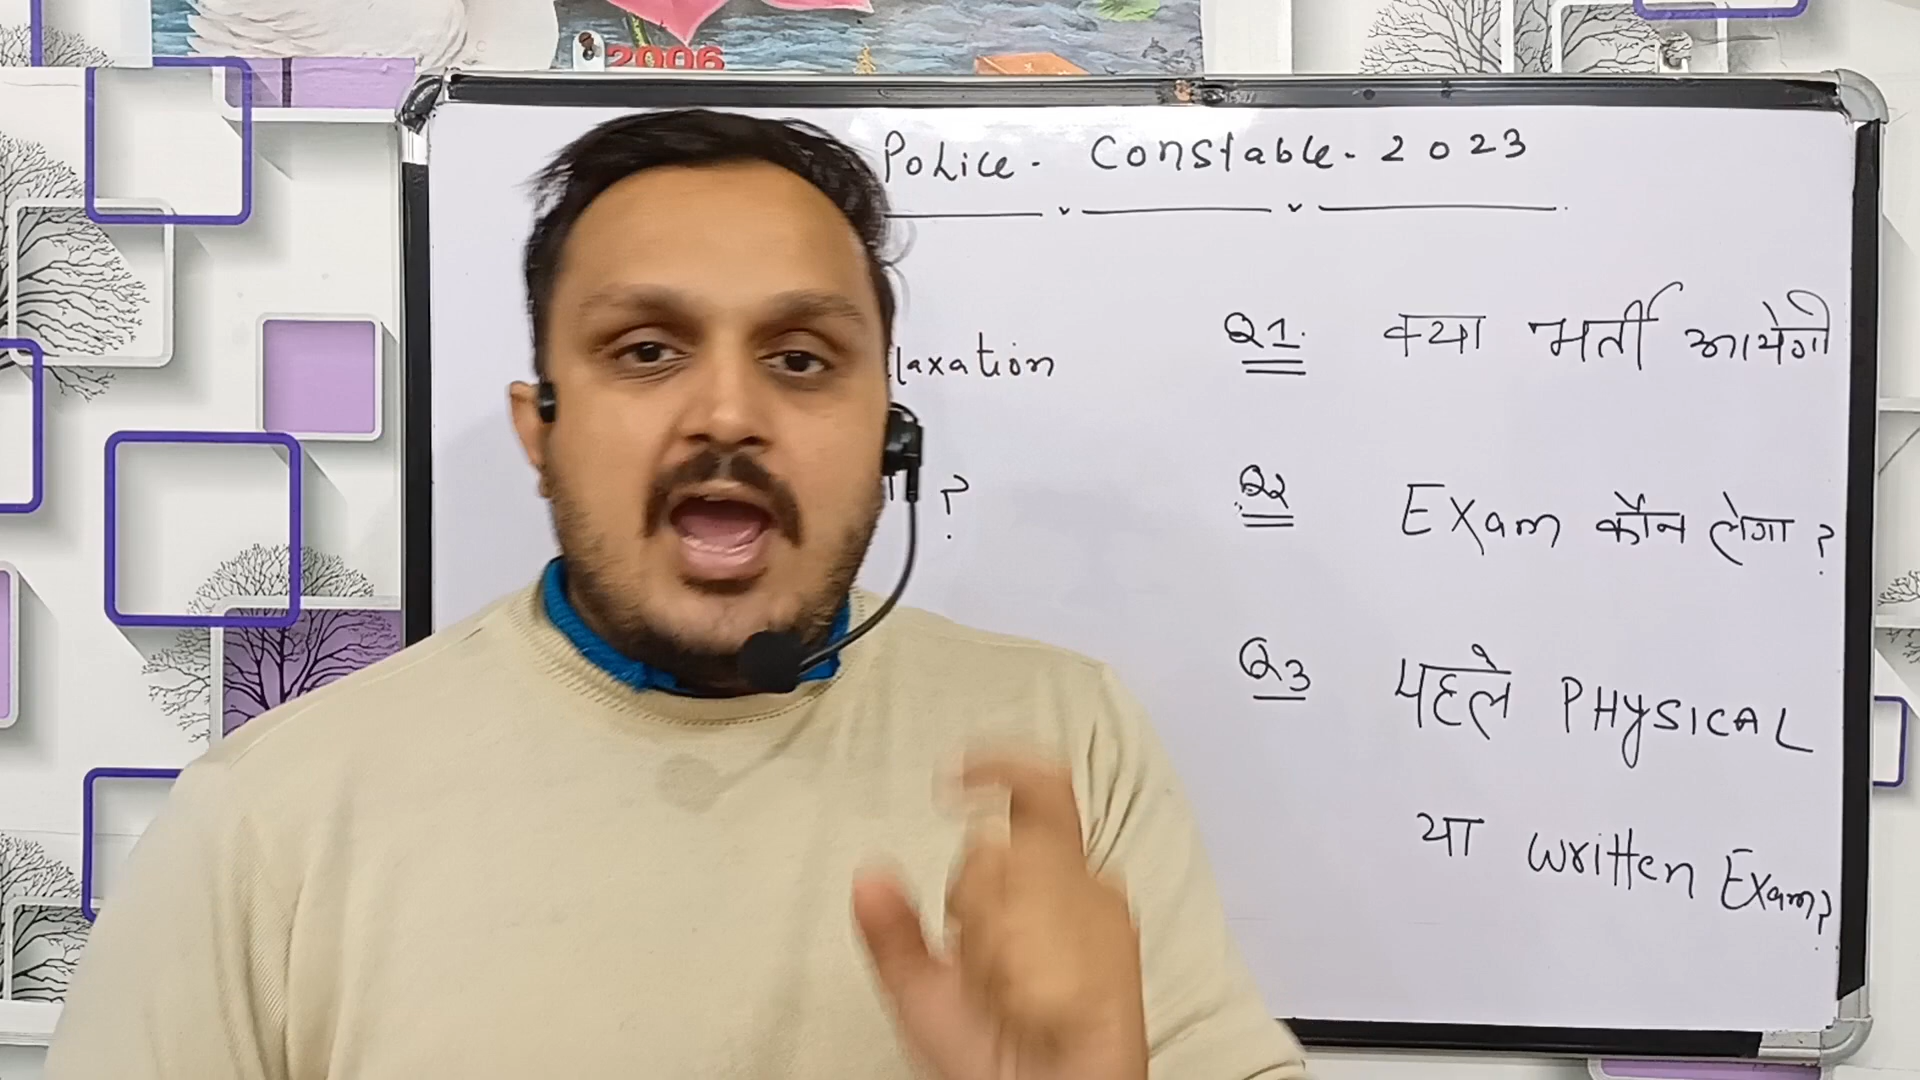 2006
Police - Constable - 2023
laxation
?
Q1. क्या भर्ती आयेगी
Q2 Exam कौन लेगा ?
Q3 पहले PHYSICAL
या written Exam?